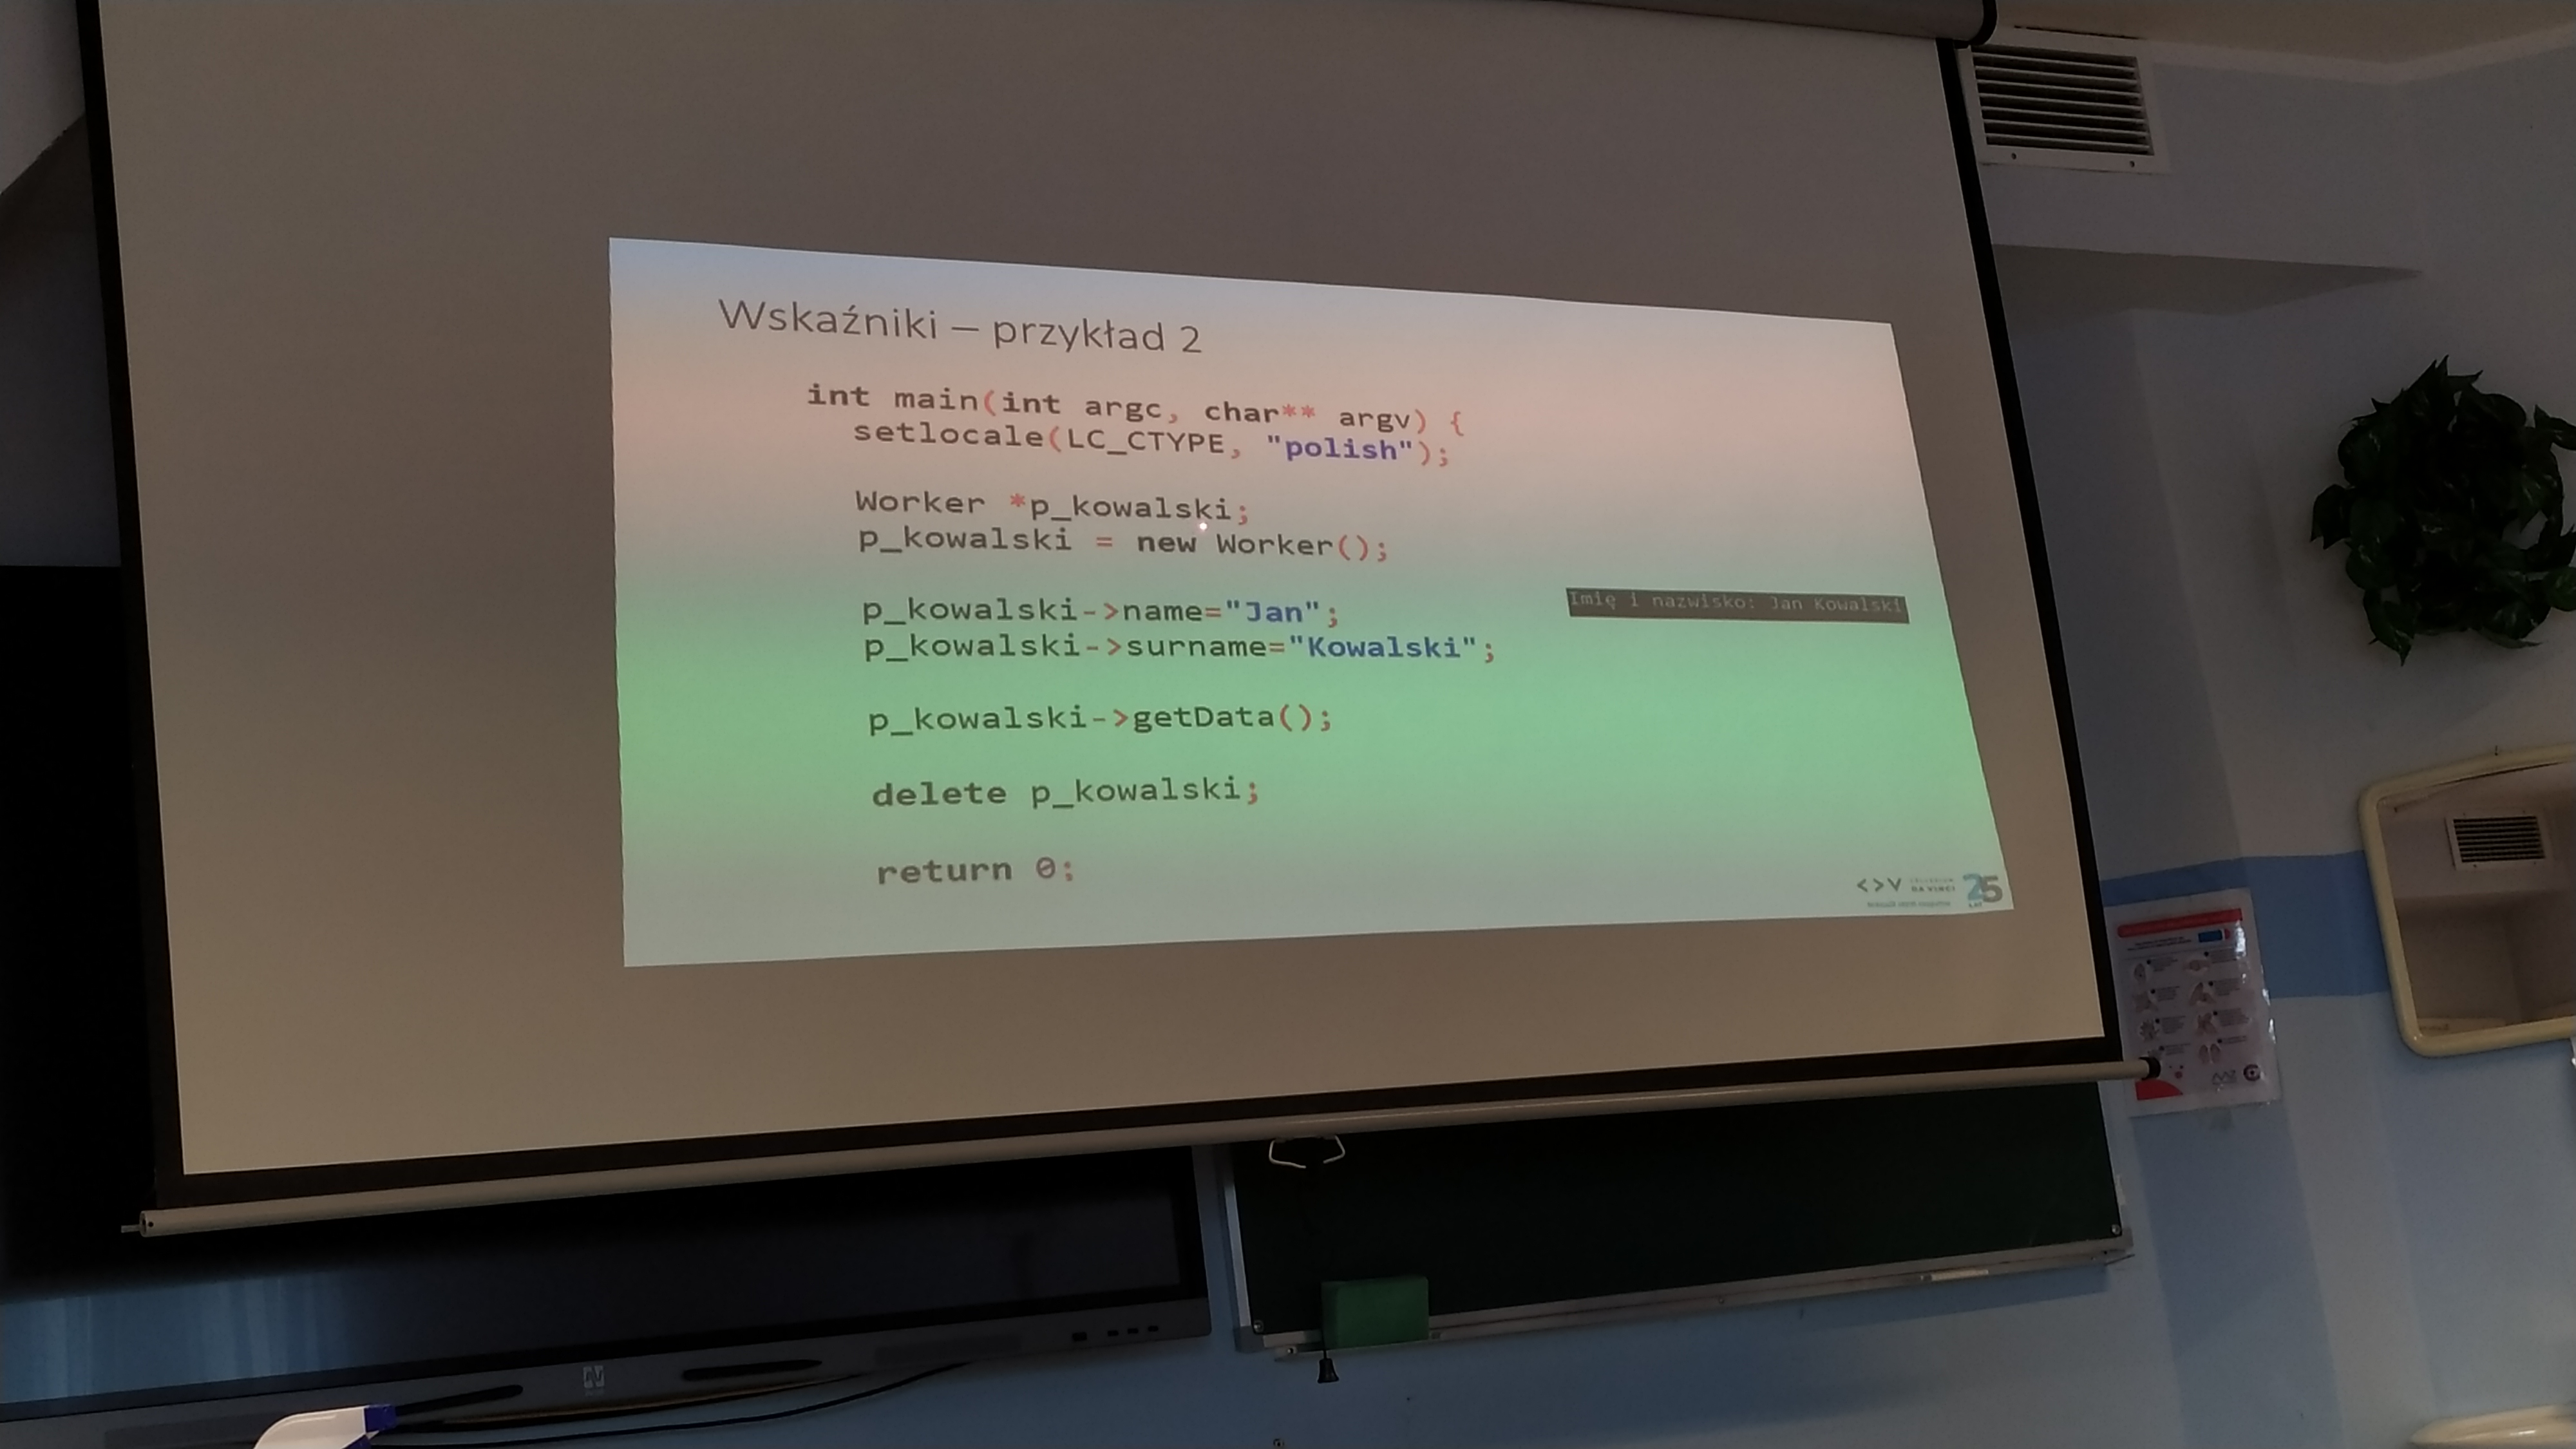 Wskaźniki – przykład 2
int main(int argc, char** argv) {
setlocale(LC_CTYPE, "polish");
Worker *p_kowalski;
p_kowalski = new Worker();
p_kowalski->name="Jan";
p_kowalski->surname="Kowalski";
Imię i nazwisko: Jan Kowalski
p_kowalski->getData();
delete p_kowalski;
return 0;
<>V
DA VINCI
25
LAT